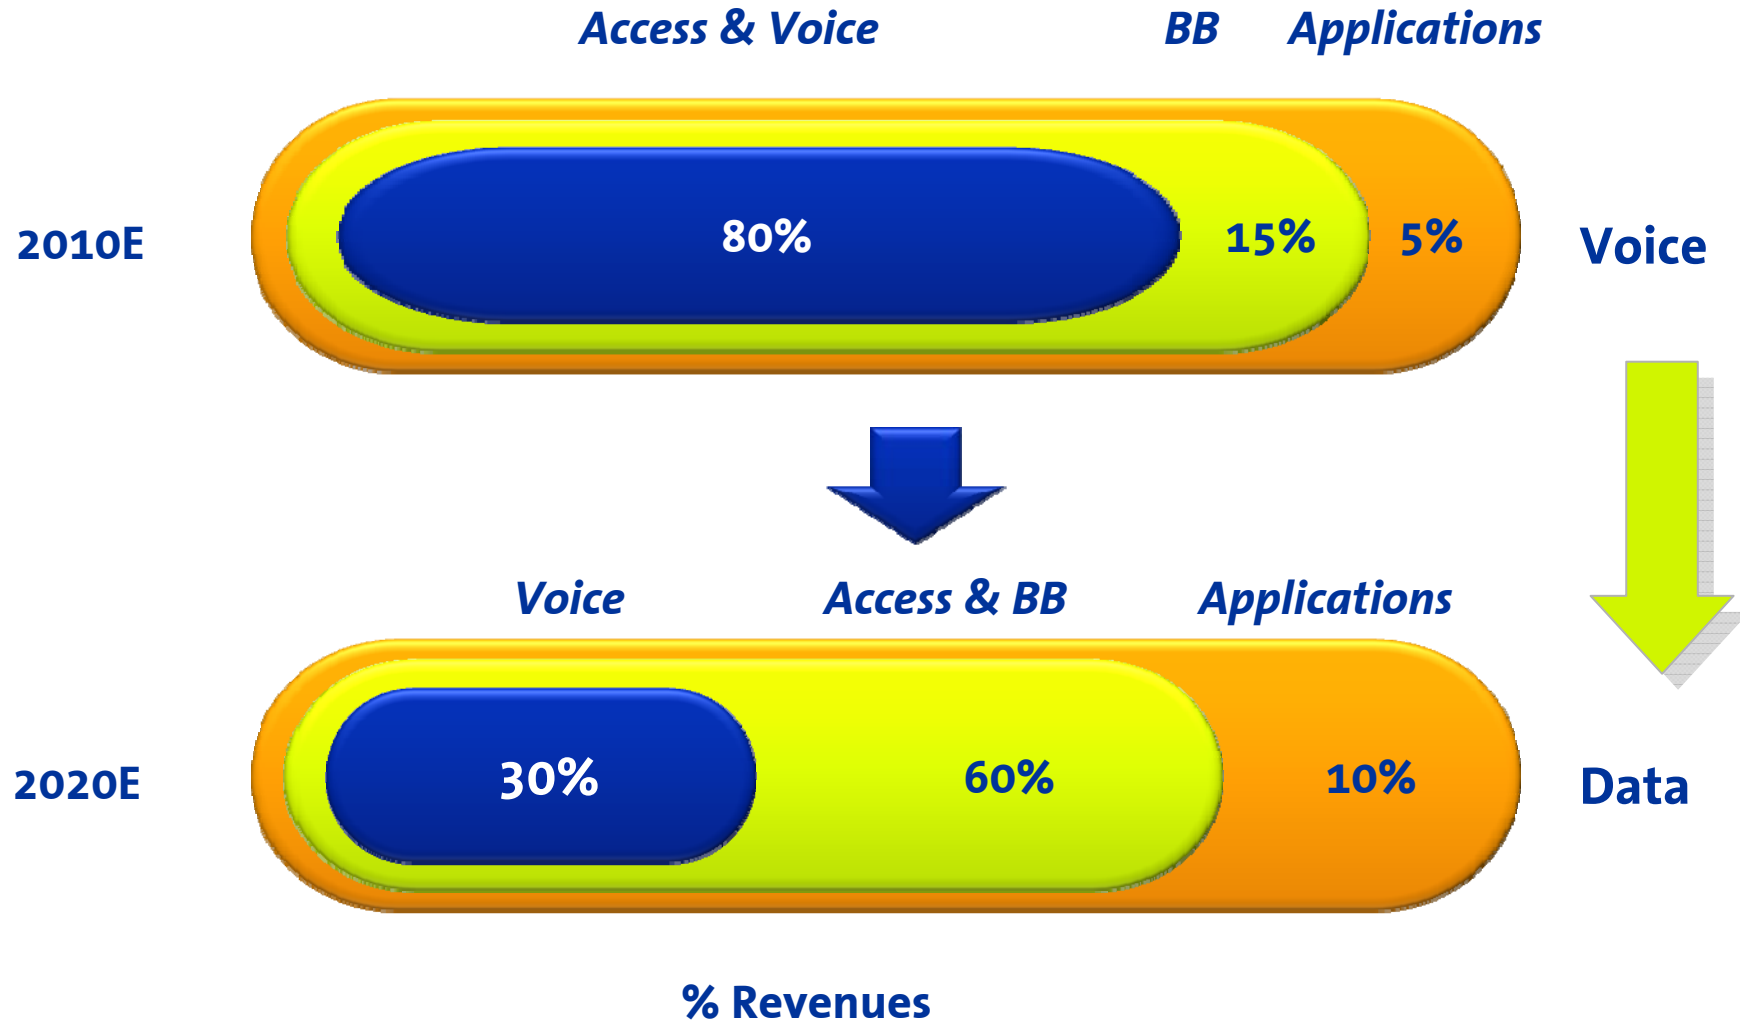 Access & Voice BB Applications
2010E 80% 15% 5% Voice
Voice Access & BB Applications
2020E 30% 60% 10% Data
% Revenues